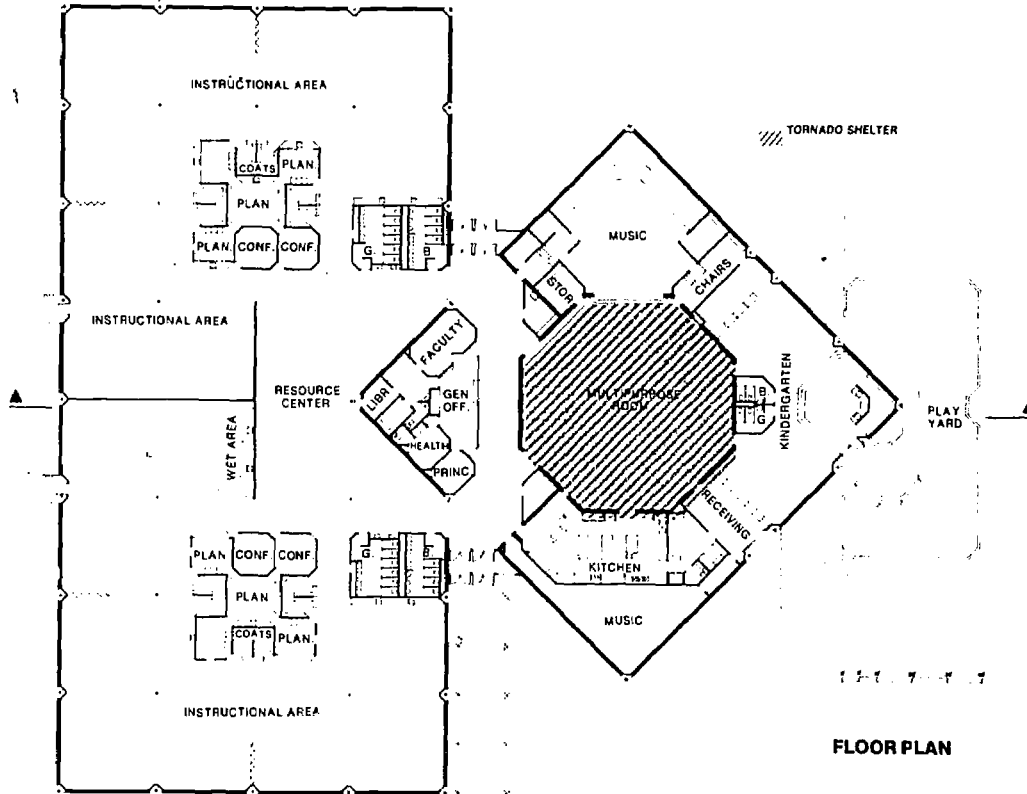 INSTRUCTIONAL AREA
TORNADO SHELTER
COATS
PLAN.
PLAN
PLAN.
CONF.
CONF.
G
B
MUSIC
STOR
CHAIRS
INSTRUCTIONAL AREA
FACULTY
LIBR
GEN
OFF.
RESOURCE
CENTER
MULTIPURPOSE
ROOM
B
G
KINDERGARTEN
PLAY
YARD
HEALTH
PRINC
WET AREA
RECEIVING
PLAN
CONF
CONF.
G
B
KITCHEN
PLAN
MUSIC
COATS
PLAN.
INSTRUCTIONAL AREA
FLOOR PLAN